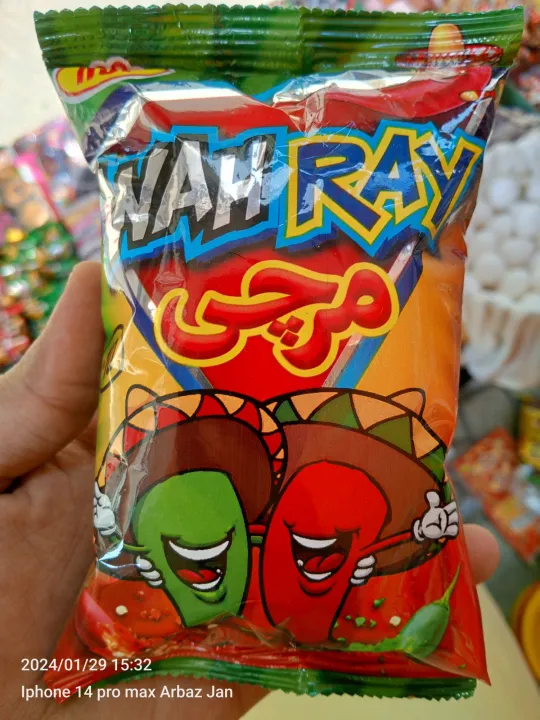 WAH RAY
مرچی
2024/01/29 15:32
Iphone 14 pro max Arbaz Jan